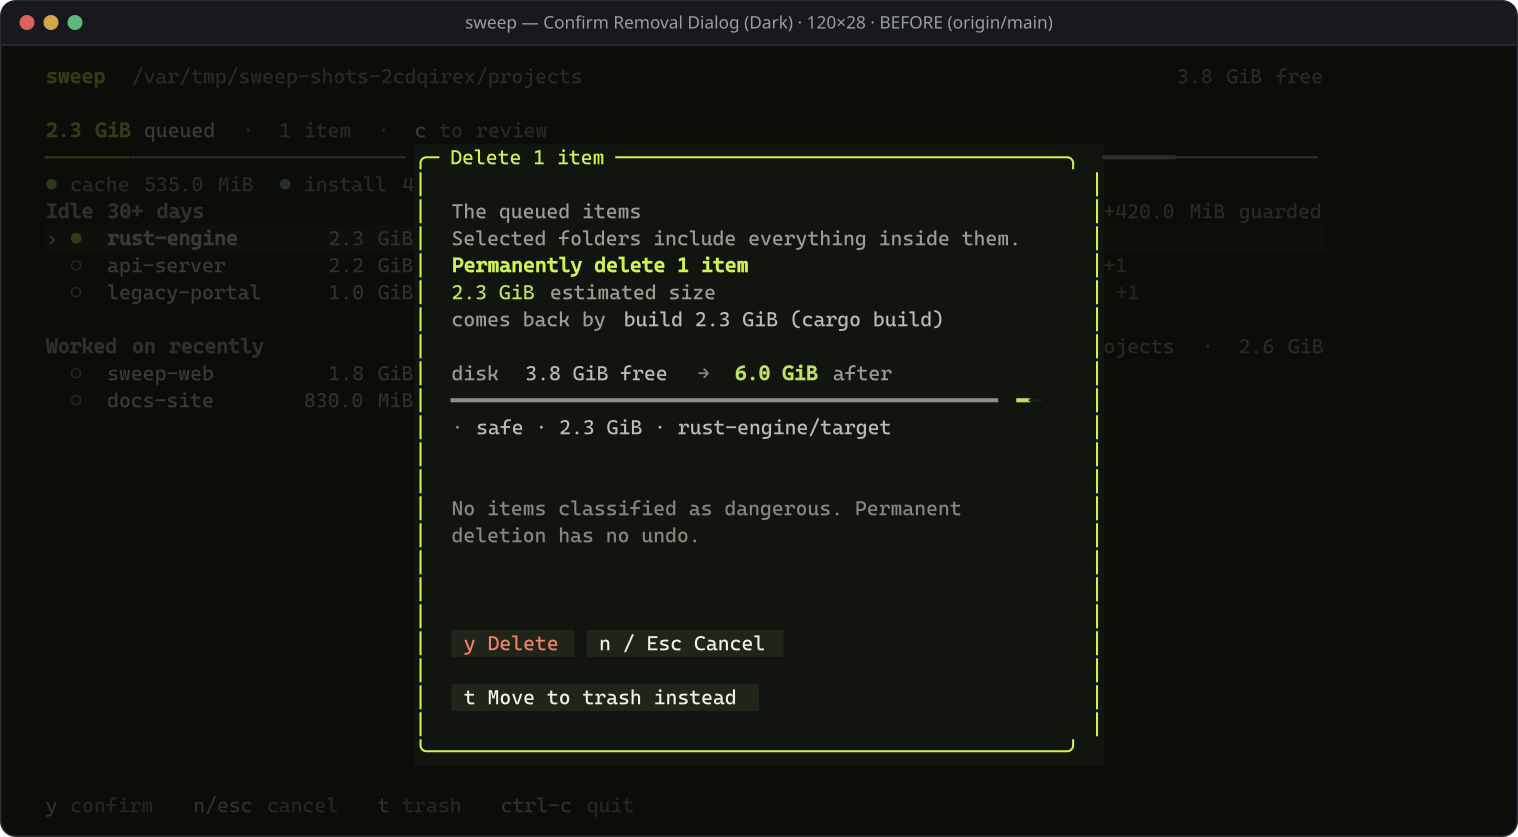 sweep — Confirm Removal Dialog (Dark) · 120×28 · BEFORE (origin/main)
sweep /var/tmp/sweep-shots-2cdqirex/projects 3.8 GiB free
2.3 GiB queued · 1 item · c to review
● cache 535.0 MiB ● install 4
Idle 30+ days +420.0 MiB guarded
› ● rust-engine 2.3 GiB
○ api-server 2.2 GiB +1
○ legacy-portal 1.0 GiB +1
Worked on recently ojects · 2.6 GiB
○ sweep-web 1.8 GiB
○ docs-site 830.0 MiB
Delete 1 item
The queued items
Selected folders include everything inside them.
Permanently delete 1 item
2.3 GiB estimated size
comes back by build 2.3 GiB (cargo build)
disk 3.8 GiB free → 6.0 GiB after
· safe · 2.3 GiB · rust-engine/target
No items classified as dangerous. Permanent
deletion has no undo.
y Delete n / Esc Cancel
t Move to trash instead
y confirm n/esc cancel t trash ctrl-c quit